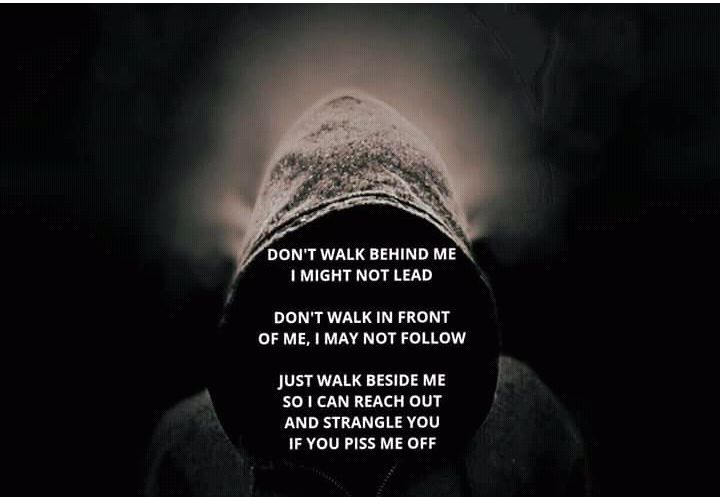 DON'T WALK BEHIND ME
I MIGHT NOT LEAD
DON'T WALK IN FRONT
OF ME, I MAY NOT FOLLOW
JUST WALK BESIDE ME
SO I CAN REACH OUT
AND STRANGLE YOU
IF YOU PISS ME OFF